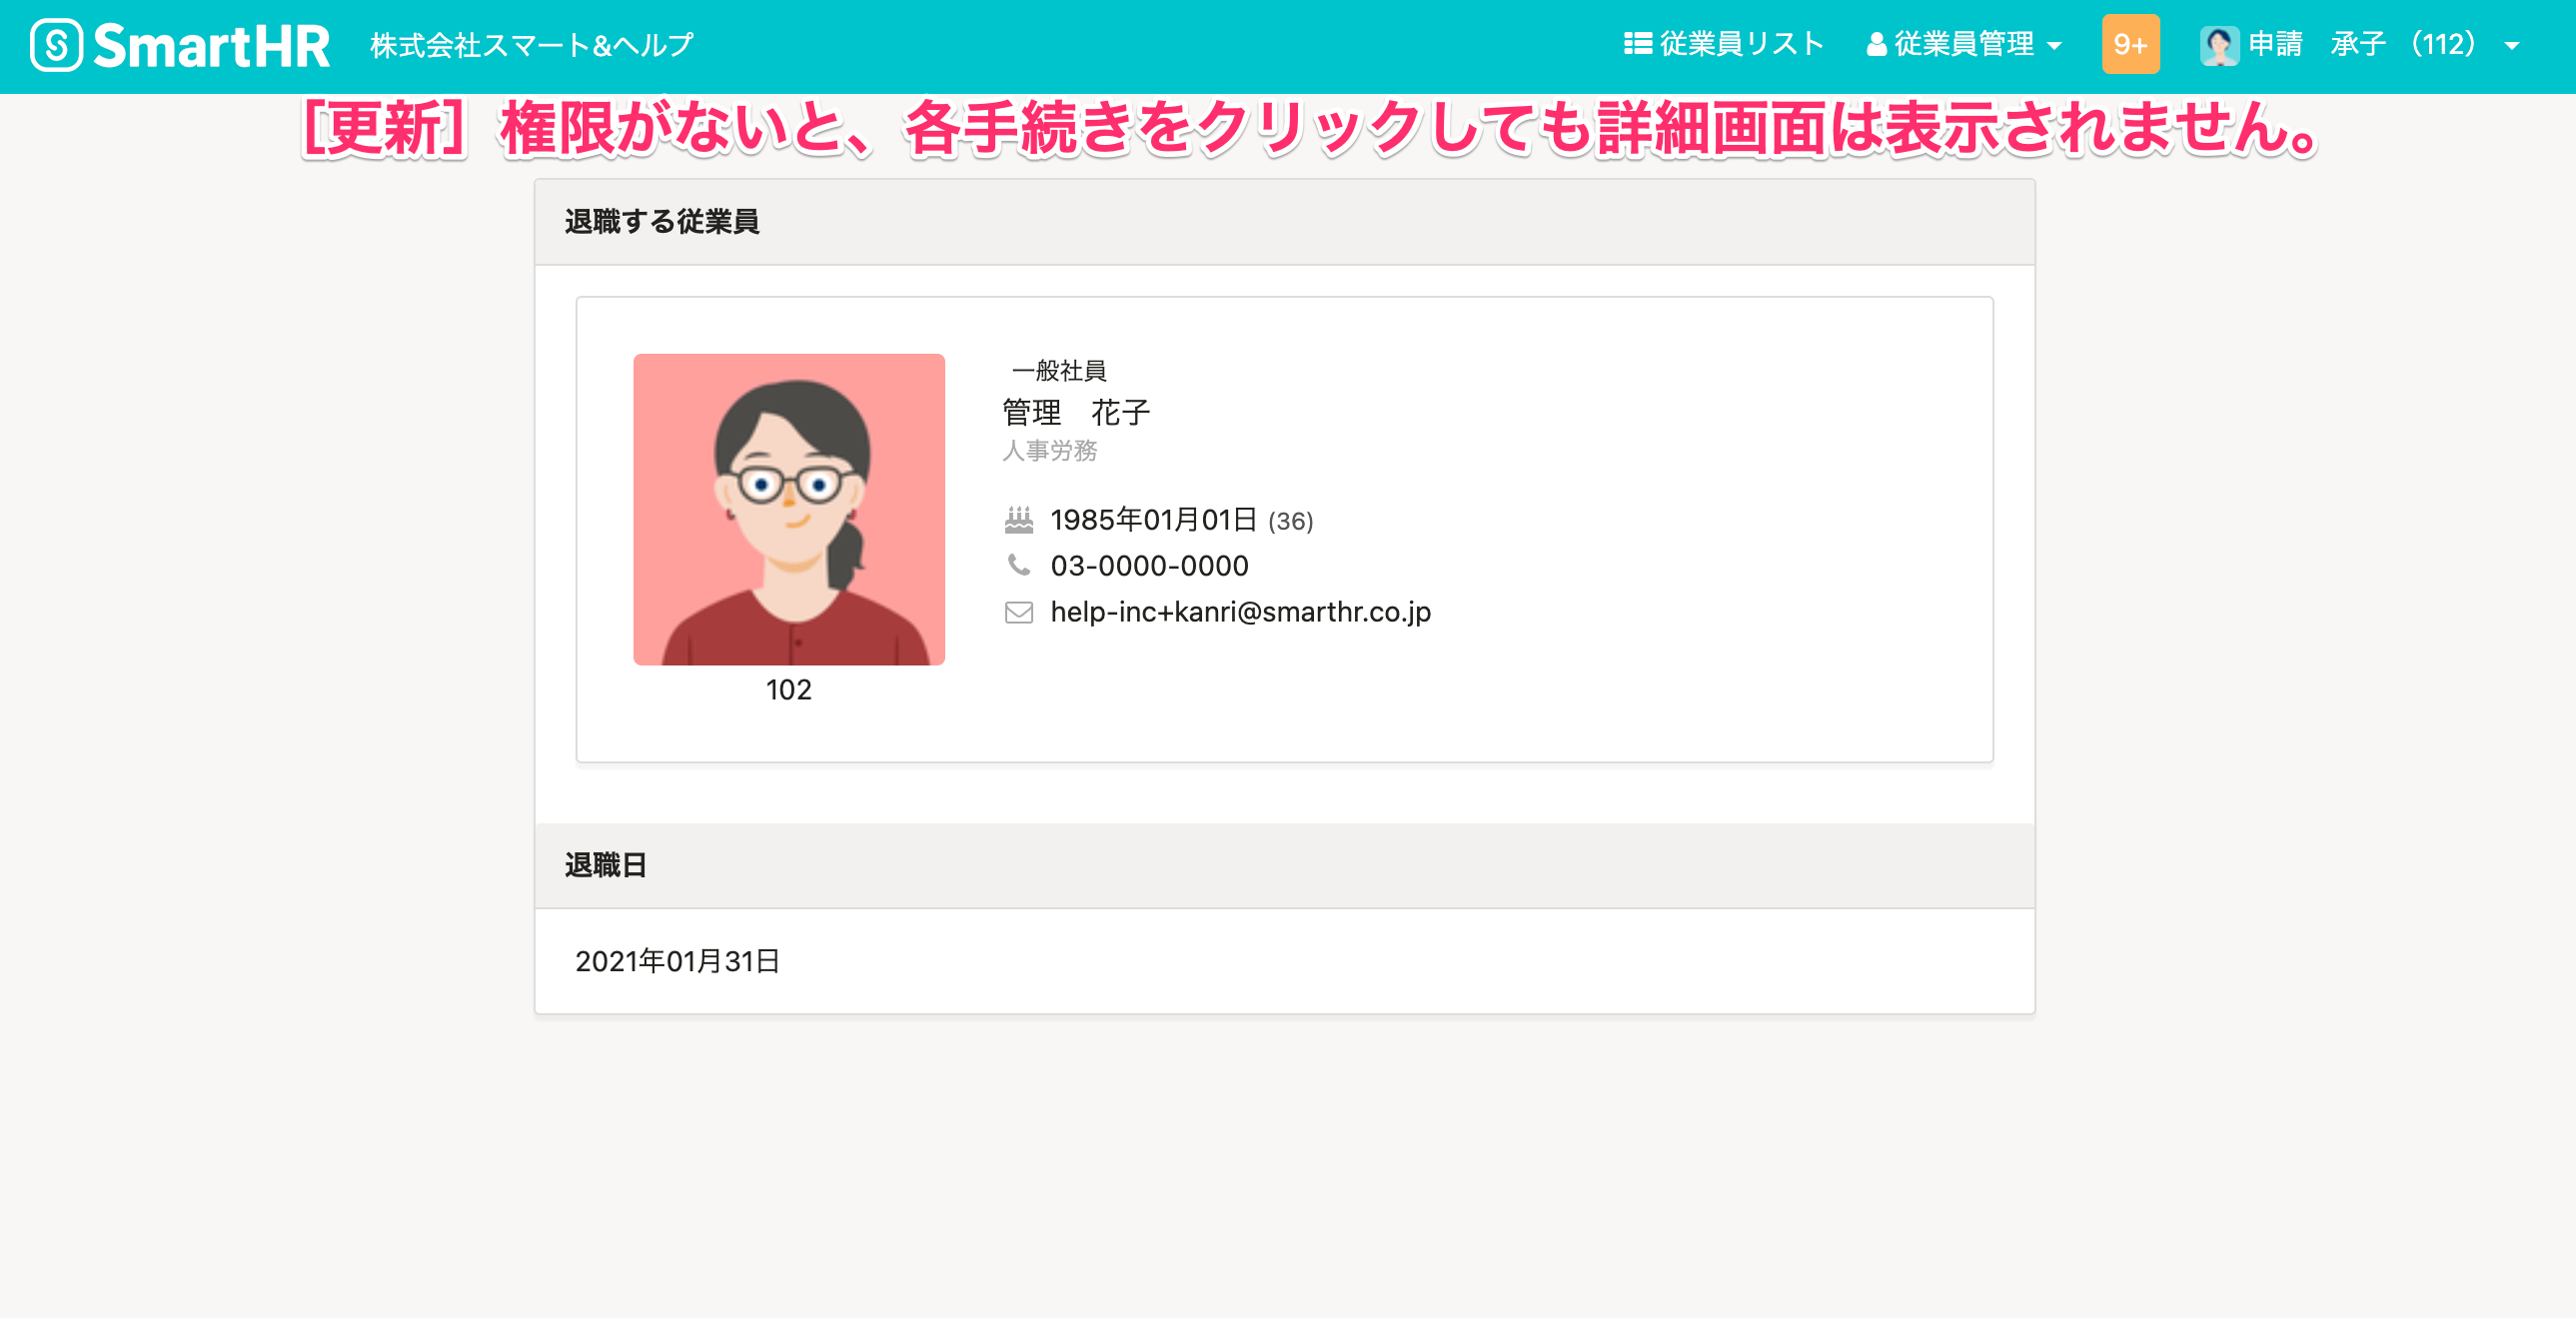 SmartHR 株式会社スマート&ヘルプ 従業員リスト 従業員管理 9+ 申請　承子 （112）
［更新］権限がないと、各手続きをクリックしても詳細画面は表示されません。
退職する従業員
一般社員
管理　花子
人事労務
1985年01月01日 (36)
03-0000-0000
help-inc+kanri@smarthr.co.jp
102
退職日
2021年01月31日